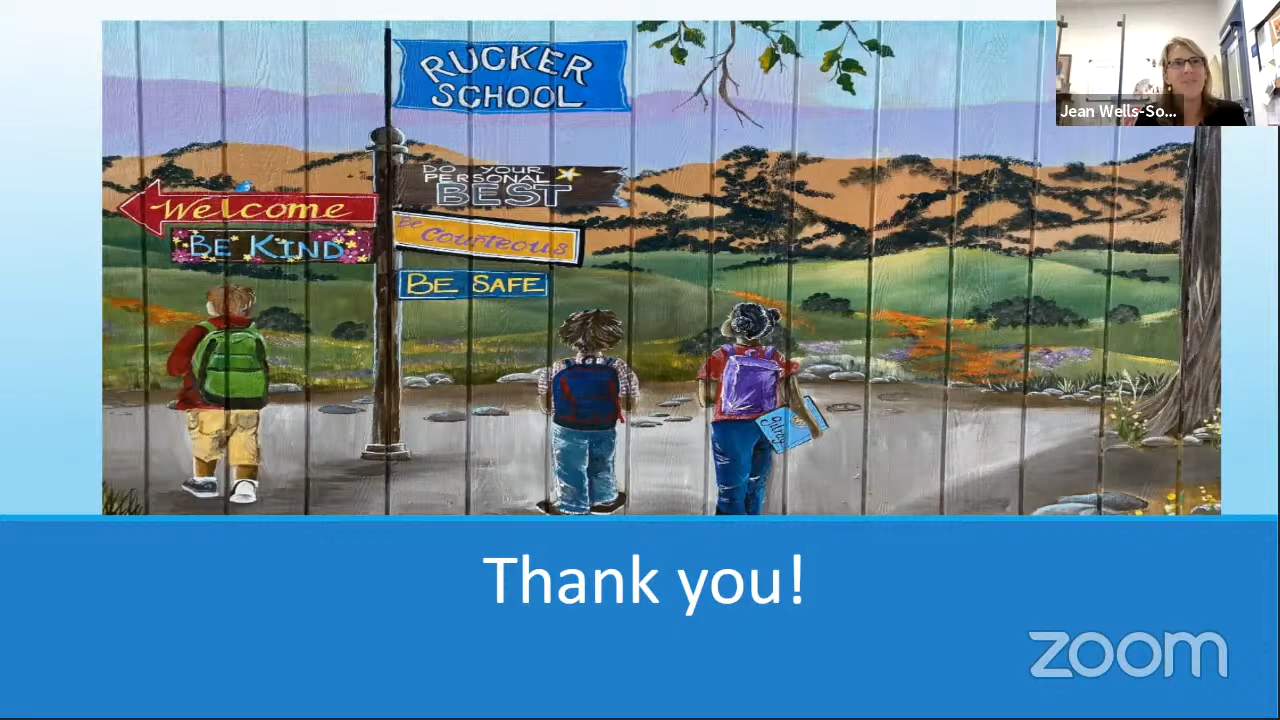 RUCKER
SCHOOL
Jean Wells-So...
DO YOUR
PERSONAL
BEST
Welcome
Be
Courteous
BE KIND
BE SAFE
Thank you!
zoom